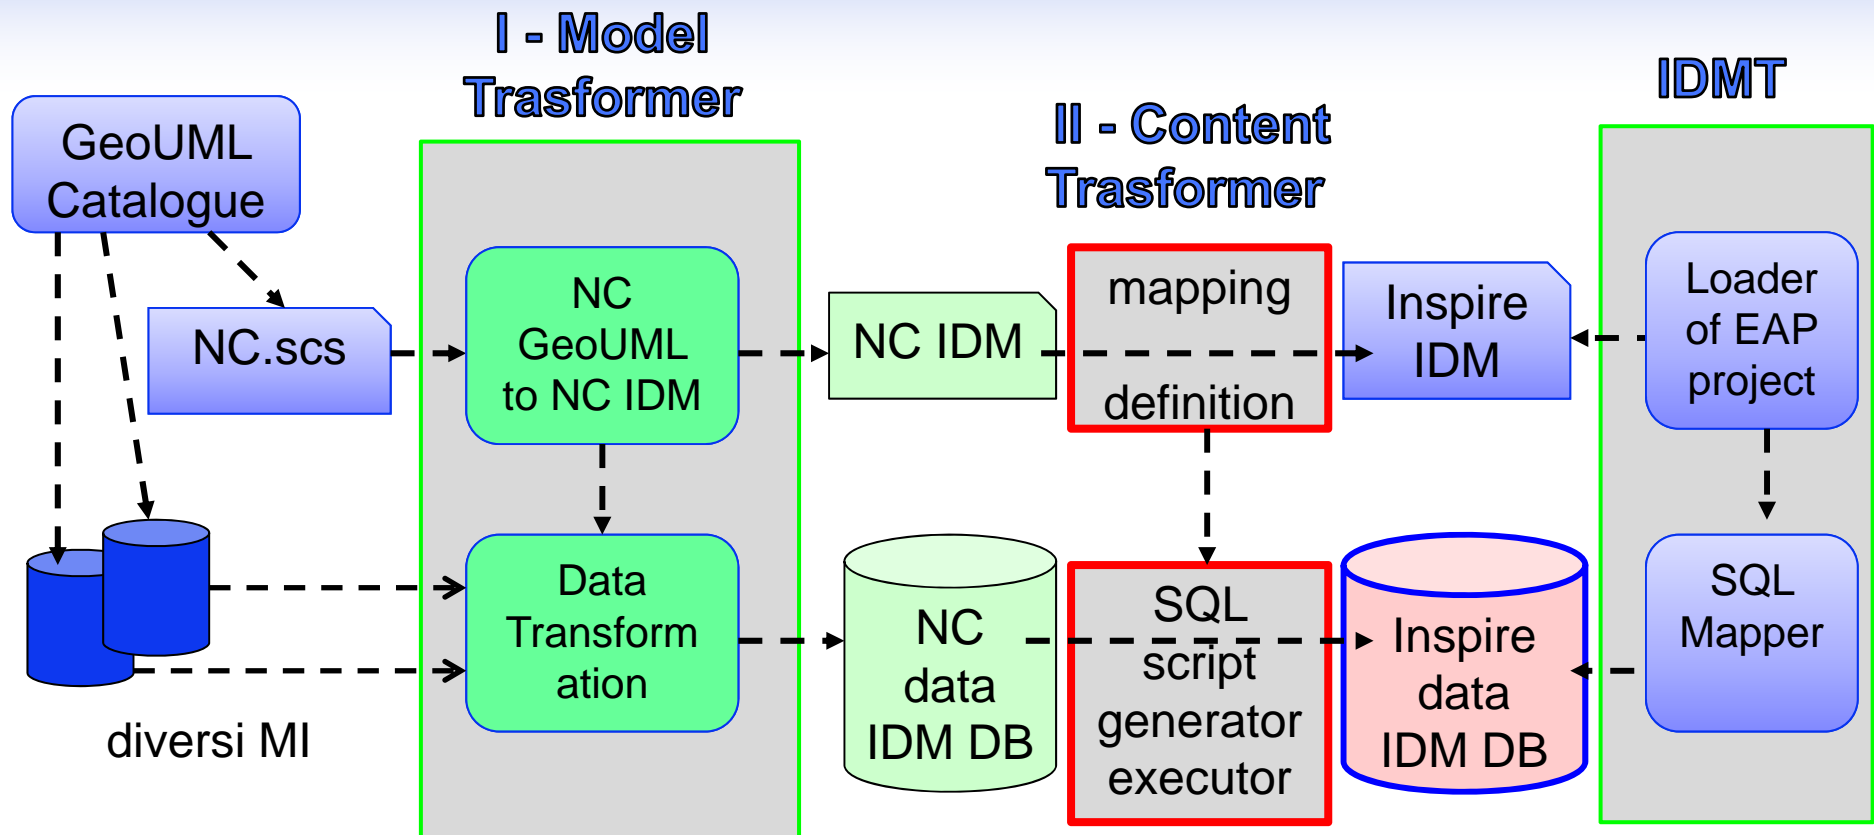 I - Model
Trasformer
IDMT
II - Content
Trasformer
GeoUML
Catalogue
NC.scs
NC
GeoUML
to NC IDM
NC IDM
mapping
definition
Inspire
IDM
Loader
of EAP
project
Data
Transform
ation
NC
data
IDM DB
SQL
script
generator
executor
Inspire
data
IDM DB
SQL
Mapper
diversi MI